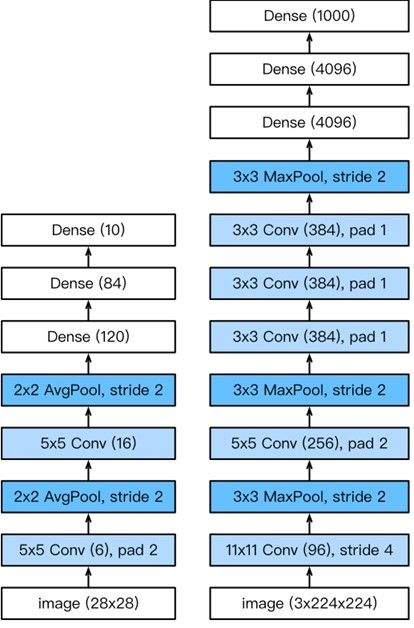 Dense (10)
Dense (84)
Dense (120)
2x2 AvgPool, stride 2
5x5 Conv (16)
2x2 AvgPool, stride 2
5x5 Conv (6), pad 2
image (28x28)
Dense (1000)
Dense (4096)
Dense (4096)
3x3 MaxPool, stride 2
3x3 Conv (384), pad 1
3x3 Conv (384), pad 1
3x3 Conv (384), pad 1
3x3 MaxPool, stride 2
5x5 Conv (256), pad 2
3x3 MaxPool, stride 2
11x11 Conv (96), stride 4
image (3x224x224)